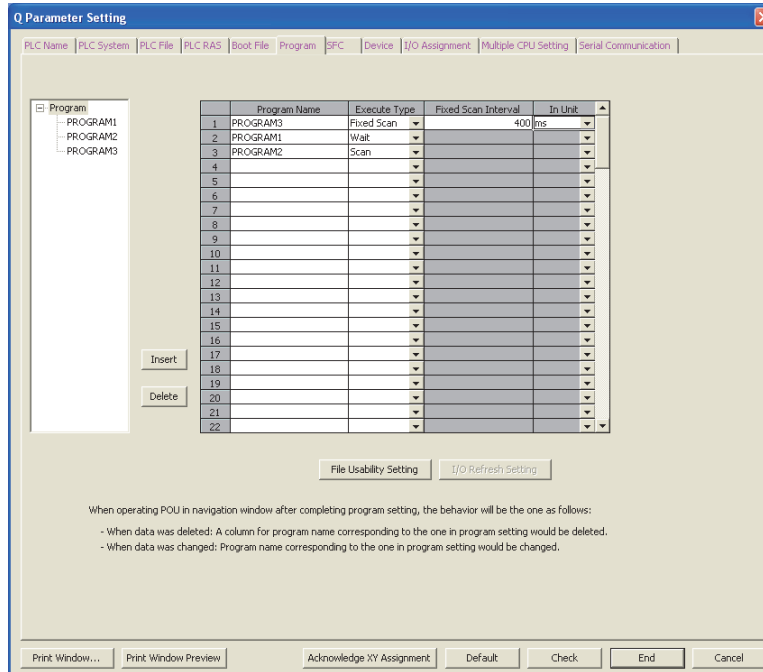 Q Parameter Setting
PLC Name PLC System PLC File PLC RAS Boot File Program SFC Device I/O Assignment Multiple CPU Setting Serial Communication
Program
PROGRAM1
PROGRAM2
PROGRAM3
Program Name Execute Type Fixed Scan Interval In Unit
1 PROGRAM3 Fixed Scan 400 ms
2 PROGRAM1 Wait
3 PROGRAM2 Scan
4
5
6
7
8
9
10
11
12
13
14
15
16
17
18
19
20
21
22
Insert
Delete
File Usability Setting I/O Refresh Setting
When operating POU in navigation window after completing program setting, the behavior will be the one as follows:
- When data was deleted: A column for program name corresponding to the one in program setting would be deleted.
- When data was changed: Program name corresponding to the one in program setting would be changed.
Print Window... Print Window Preview Acknowledge XY Assignment Default Check End Cancel